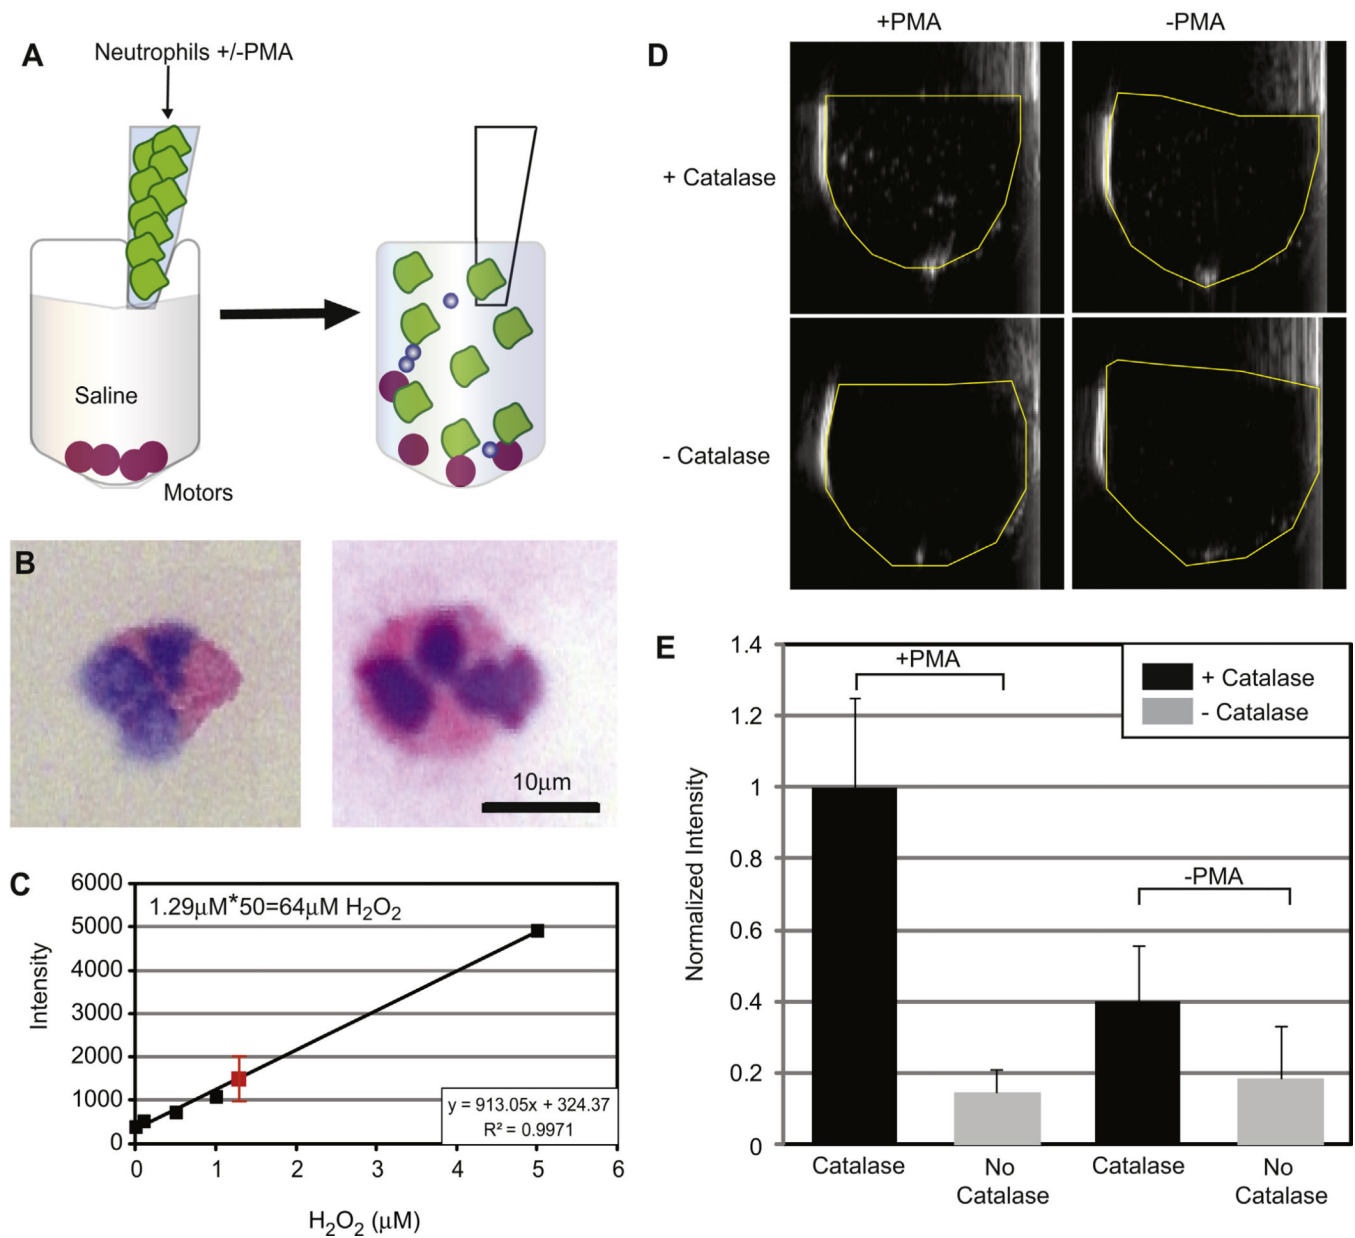 A
Neutrophils +/-PMA
Saline
Motors
B
10μm
C
6000
5000
4000
3000
2000
1000
0
Intensity
1.29μM*50=64μM H₂O₂
y = 913.05x + 324.37
R² = 0.9971
0 1 2 3 4 5 6
H₂O₂ (μM)
D
+PMA
-PMA
+ Catalase
- Catalase
E
1.4
1.2
1
0.8
0.6
0.4
0.2
0
Normalized Intensity
+PMA
-PMA
+ Catalase
- Catalase
Catalase
No
Catalase
Catalase
No
Catalase